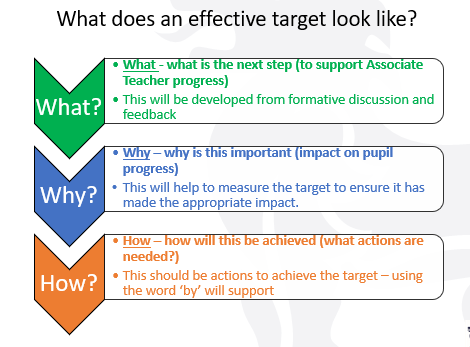 What does an effective target look like?
What?
• What - what is the next step (to support Associate
Teacher progress)
• This will be developed from formative discussion and
feedback
Why?
• Why – why is this important (impact on pupil
progress)
• This will help to measure the target to ensure it has
made the appropriate impact.
How?
• How – how will this be achieved (what actions are
needed?)
• This should be actions to achieve the target – using
the word ‘by’ will support